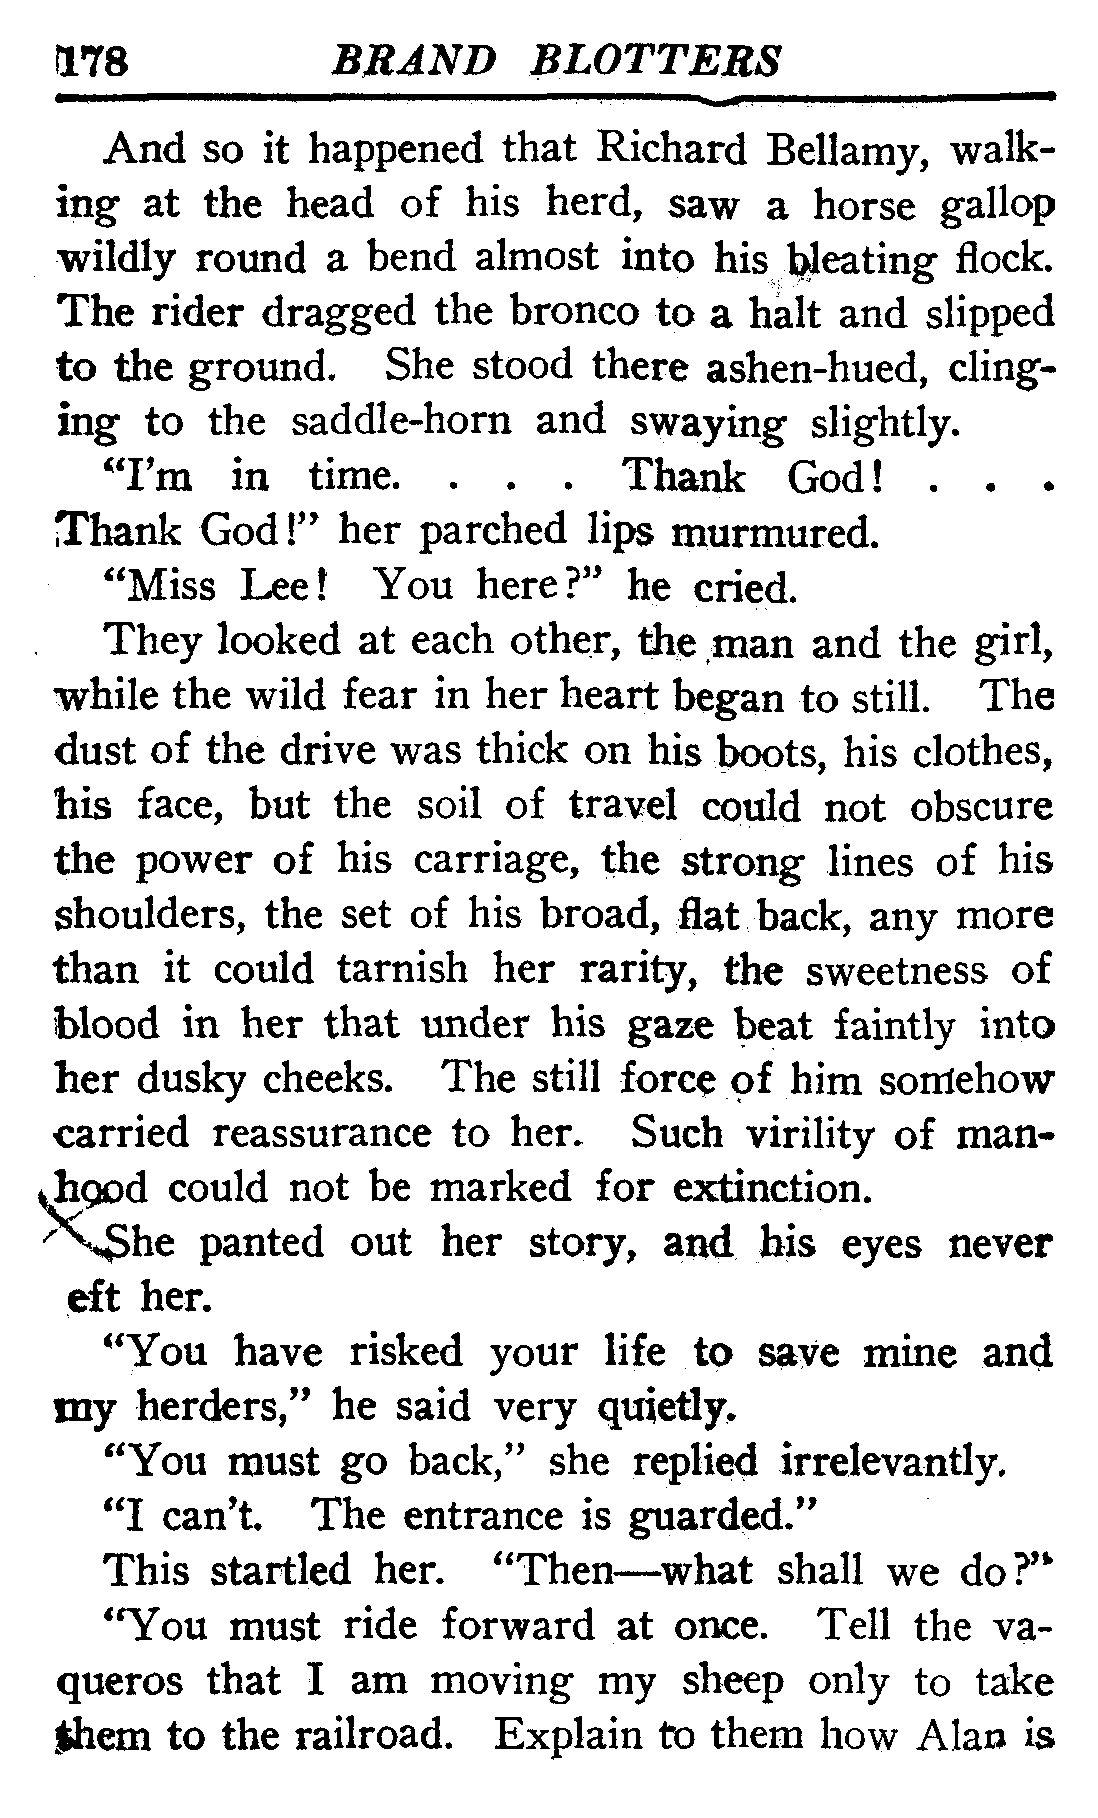 178 BRAND BLOTTERS
And so it happened that Richard Bellamy, walk-
ing at the head of his herd, saw a horse gallop
wildly round a bend almost into his bleating flock.
The rider dragged the bronco to a halt and slipped
to the ground. She stood there ashen-hued, cling-
ing to the saddle-horn and swaying slightly.
"I'm in time. . . . Thank God! . . .
Thank God!" her parched lips murmured.
"Miss Lee! You here?" he cried.
They looked at each other, the man and the girl,
while the wild fear in her heart began to still. The
dust of the drive was thick on his boots, his clothes,
his face, but the soil of travel could not obscure
the power of his carriage, the strong lines of his
shoulders, the set of his broad, flat back, any more
than it could tarnish her rarity, the sweetness of
blood in her that under his gaze beat faintly into
her dusky cheeks. The still force of him somehow
carried reassurance to her. Such virility of man-
hood could not be marked for extinction.
She panted out her story, and his eyes never
eft her.
"You have risked your life to save mine and
my herders," he said very quietly.
"You must go back," she replied irrelevantly.
"I can't. The entrance is guarded."
This startled her. "Then—what shall we do?"
"You must ride forward at once. Tell the va-
queros that I am moving my sheep only to take
them to the railroad. Explain to them how Alan is